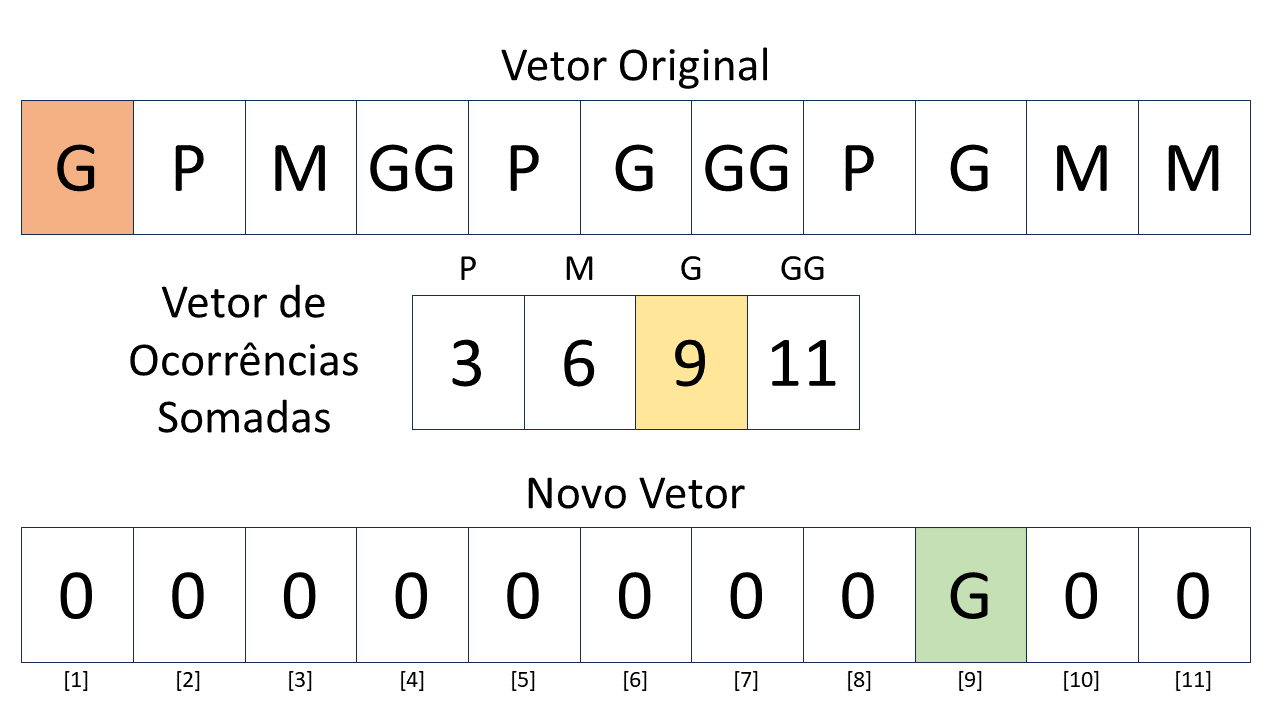 Vetor Original
G P M GG P G GG P G M M
P M G GG
Vetor de
Ocorrências
Somadas
3 6 9 11
Novo Vetor
0 0 0 0 0 0 0 0 G 0 0
[1] [2] [3] [4] [5] [6] [7] [8] [9] [10] [11]